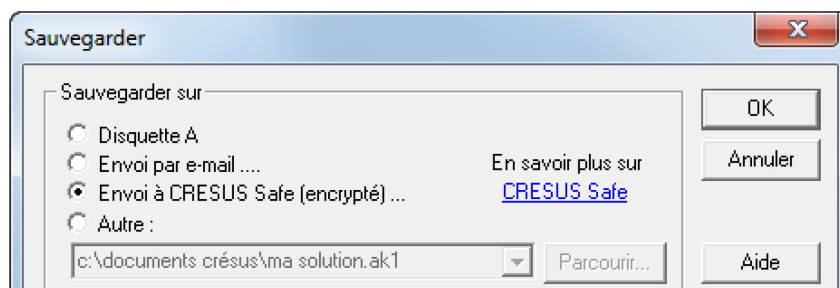 Sauvegarder
Sauvegarder sur
Disquette A
Envoi par e-mail ....
Envoi à CRESUS Safe (encrypté) ...
Autre :
c:\documents crésus\ma solution.ak1
Parcourir...
En savoir plus sur
CRESUS Safe
OK
Annuler
Aide